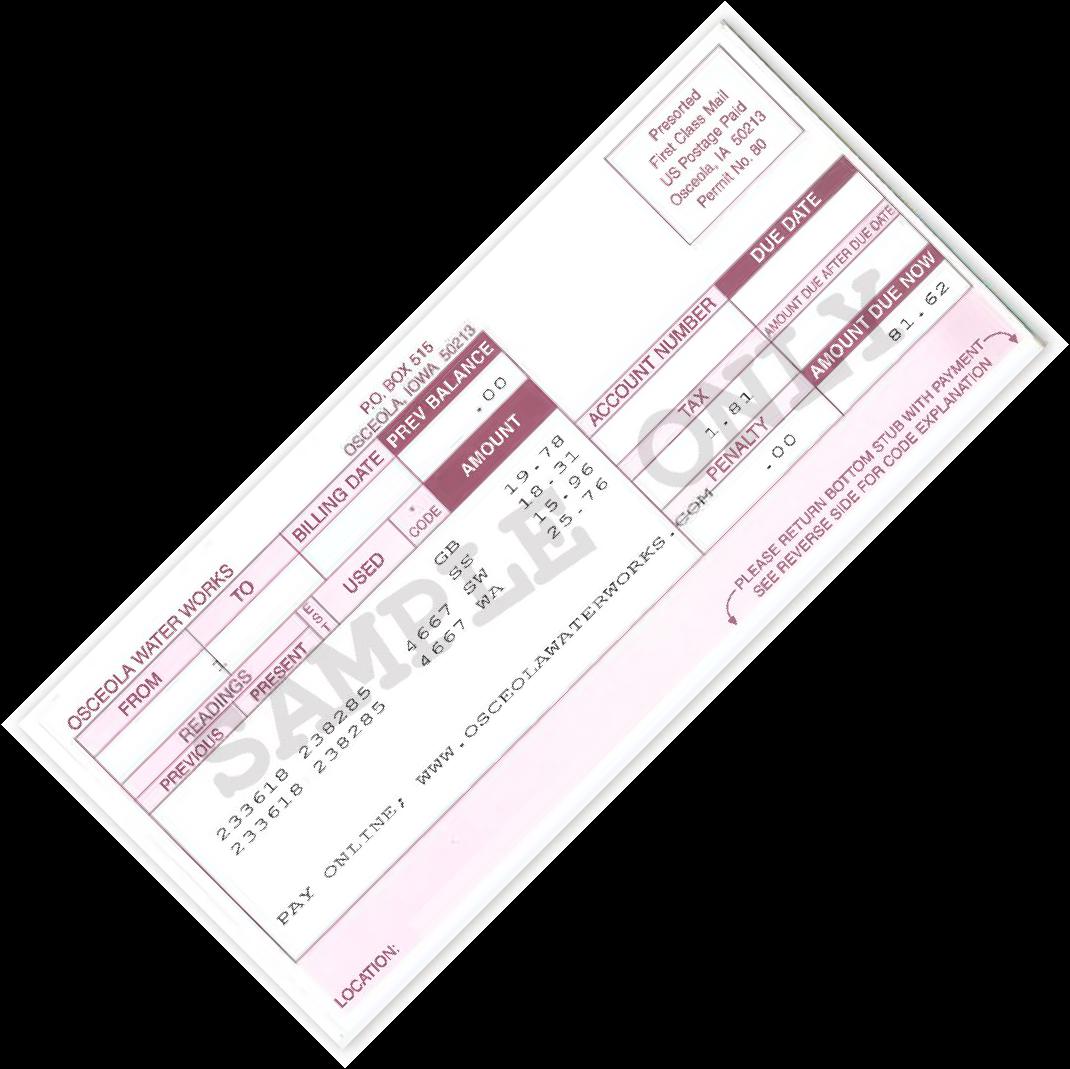 OSCEOLA WATER WORKS
P.O. BOX 515
OSCEOLA, IOWA 50213
Presorted
First Class Mail
US Postage Paid
Osceola, IA 50213
Permit No. 80
FROM TO BILLING DATE PREV BALANCE
.00
READINGS
PREVIOUS PRESENT EST USED CODE AMOUNT
GB 19.78
SS 18.31
233618 238285 4667 SW 15.96
233618 238285 4667 WA 25.76
PAY ONLINE; WWW.OSCEOLAWATERWORKS.COM
ACCOUNT NUMBER DUE DATE
TAX AMOUNT DUE AFTER DUE DATE
1.81
PENALTY AMOUNT DUE NOW
.00 81.62
SAMPLE ONLY
LOCATION:
PLEASE RETURN BOTTOM STUB WITH PAYMENT
SEE REVERSE SIDE FOR CODE EXPLANATION